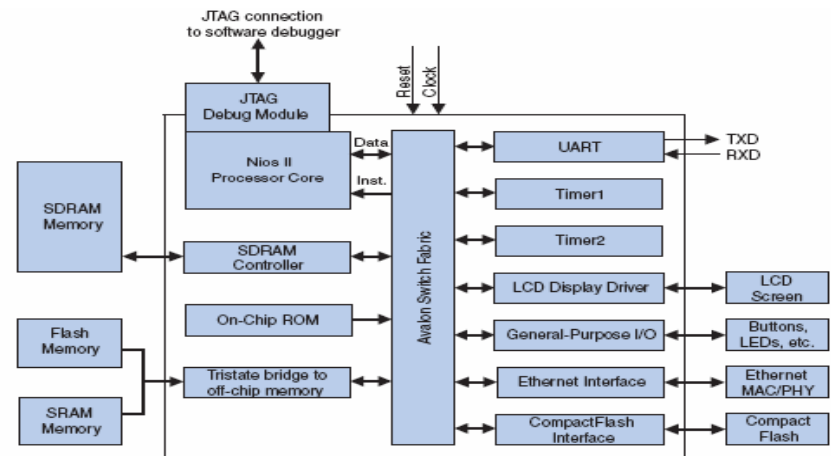 JTAG connection
to software debugger
JTAG
Debug Module
Reset
Clock
Nios II
Processor Core
Data
Inst.
UART
TXD
RXD
Timer1
Timer2
SDRAM
Memory
SDRAM
Controller
Avalon Switch Fabric
LCD Display Driver
LCD
Screen
On-Chip ROM
General-Purpose I/O
Buttons,
LEDs, etc.
Flash
Memory
Tristate bridge to
off-chip memory
Ethernet Interface
Ethernet
MAC/PHY
SRAM
Memory
CompactFlash
Interface
Compact
Flash